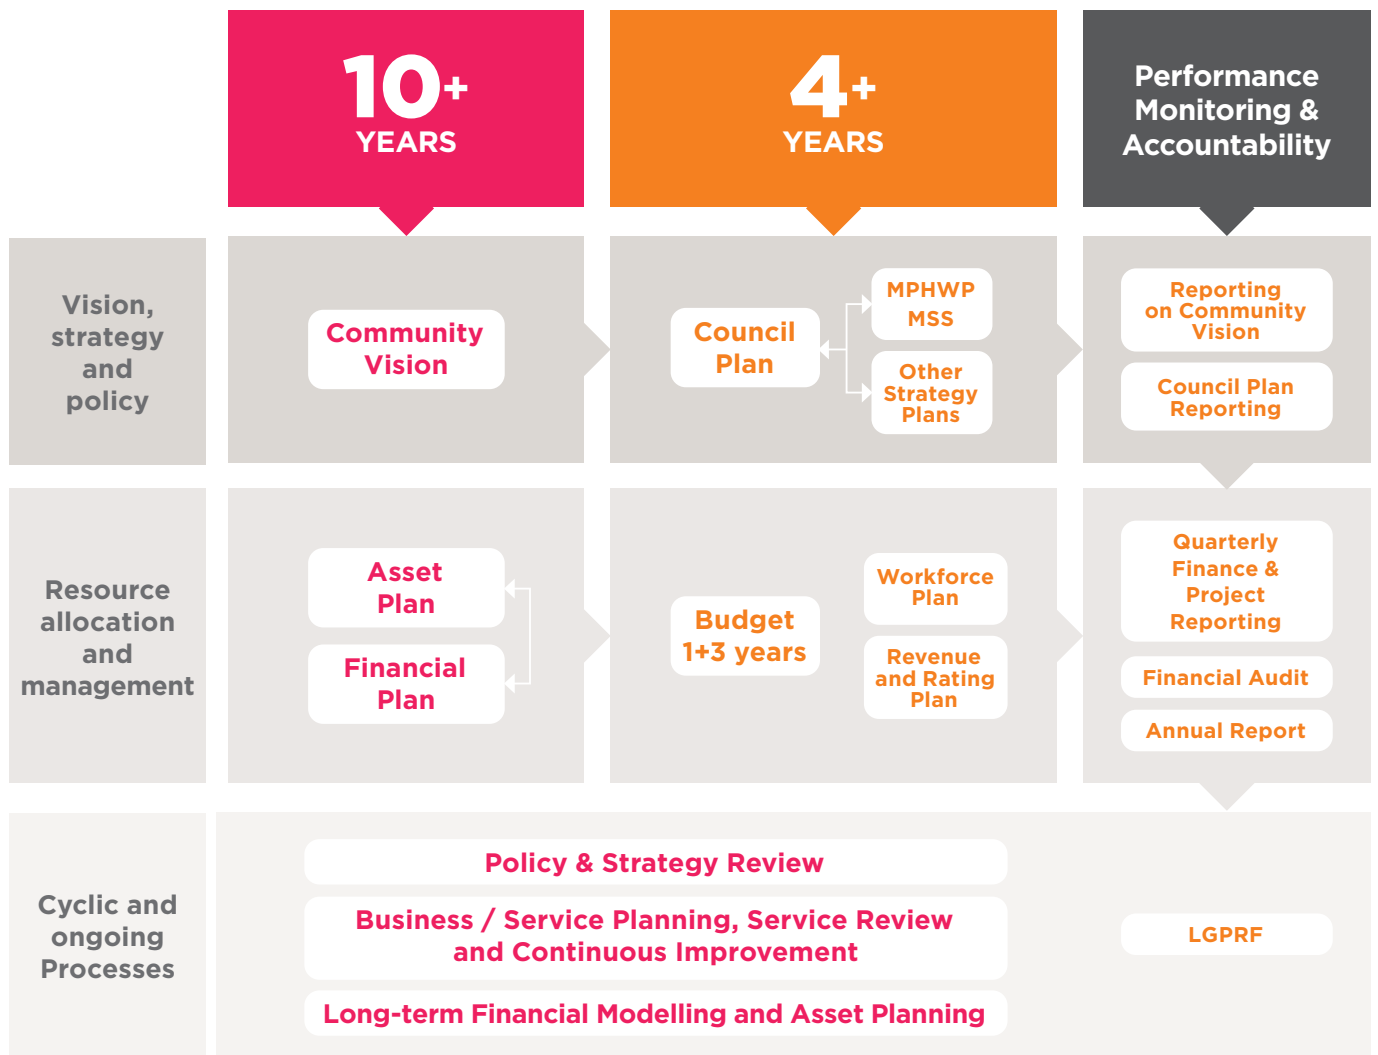 10+
YEARS
4+
YEARS
Performance
Monitoring &
Accountability
Vision,
strategy
and
policy
Community
Vision
Council
Plan
MPHWP
MSS
Other
Strategy
Plans
Reporting
on Community
Vision
Council Plan
Reporting
Resource
allocation
and
management
Asset
Plan
Financial
Plan
Budget
1+3 years
Workforce
Plan
Revenue
and Rating
Plan
Quarterly
Finance &
Project
Reporting
Financial Audit
Annual Report
Cyclic and
ongoing
Processes
Policy & Strategy Review
Business / Service Planning, Service Review
and Continuous Improvement
Long-term Financial Modelling and Asset Planning
LGPRF